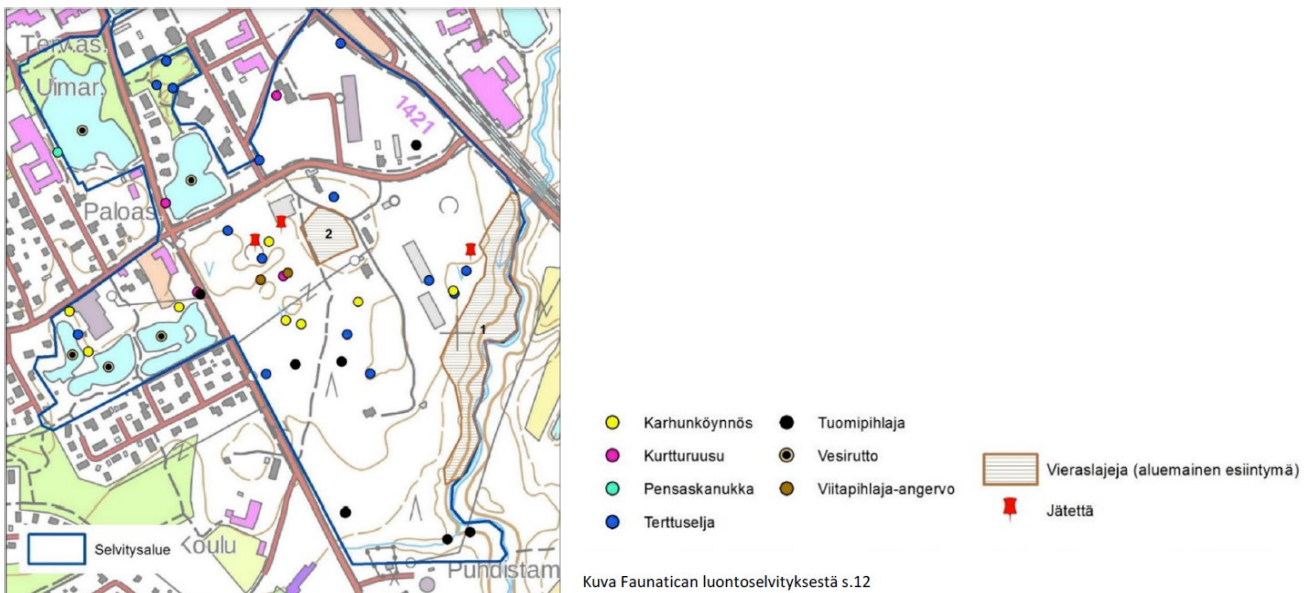 Tervas.
Uimar.
1421
Paloas.
2
1
Selvitysalue
Koulu
Puhdistam
Karhunköynnös
Kurtturuusu
Pensaskanukka
Terttuselja
Tuomipihlaja
Vesirutto
Viitapihlaja-angervo
Vieraslajeja (aluemainen esiintymä)
Jätettä
Kuva Faunatican luontoselvityksestä s.12